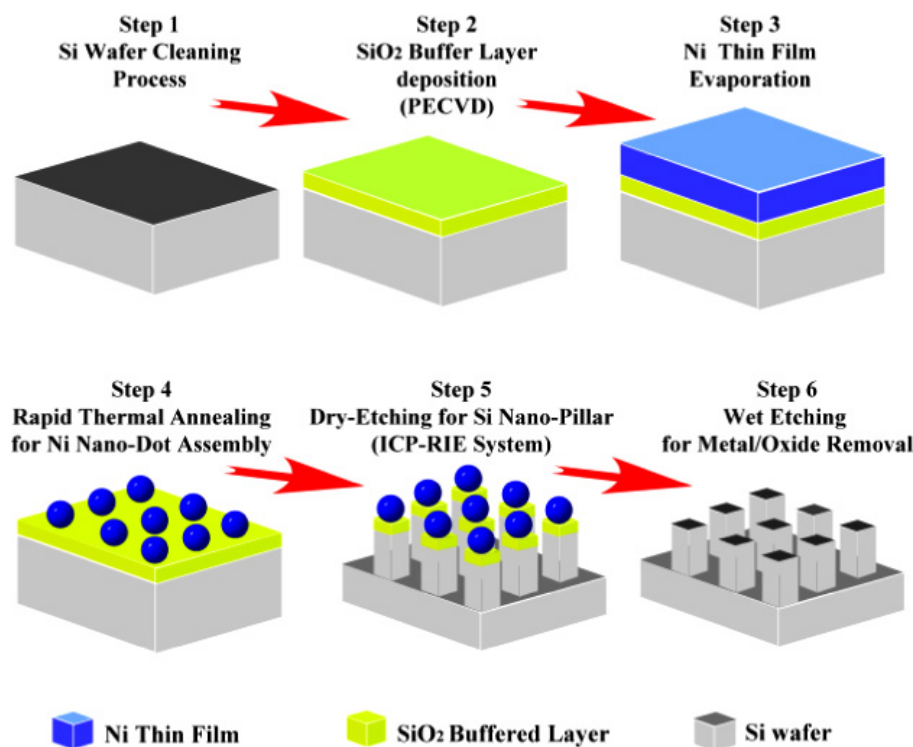 Step 1
Si Wafer Cleaning
Process
Step 2
SiO₂ Buffer Layer
deposition
(PECVD)
Step 3
Ni Thin Film
Evaporation
Step 4
Rapid Thermal Annealing
for Ni Nano-Dot Assembly
Step 5
Dry-Etching for Si Nano-Pillar
(ICP-RIE System)
Step 6
Wet Etching
for Metal/Oxide Removal
Ni Thin Film
SiO₂ Buffered Layer
Si wafer